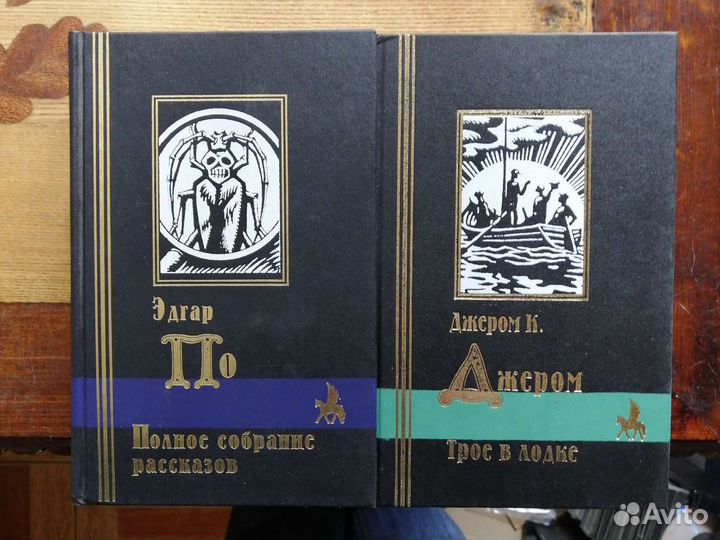 Эдгар
По
Полное собрание
рассказов
Джером К.
Джером
Трое в лодке
Avito